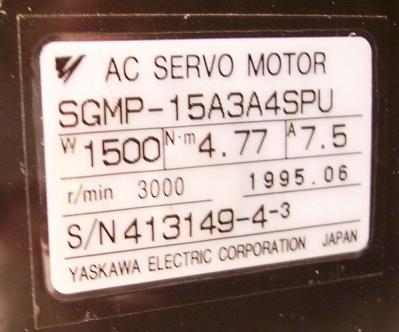 AC SERVO MOTOR
SGMP-15A3A4SPU
W 1500 N·m 4.77 A 7.5
r/min 3000 1995.06
S/N 413149-4-3
YASKAWA ELECTRIC CORPORATION JAPAN